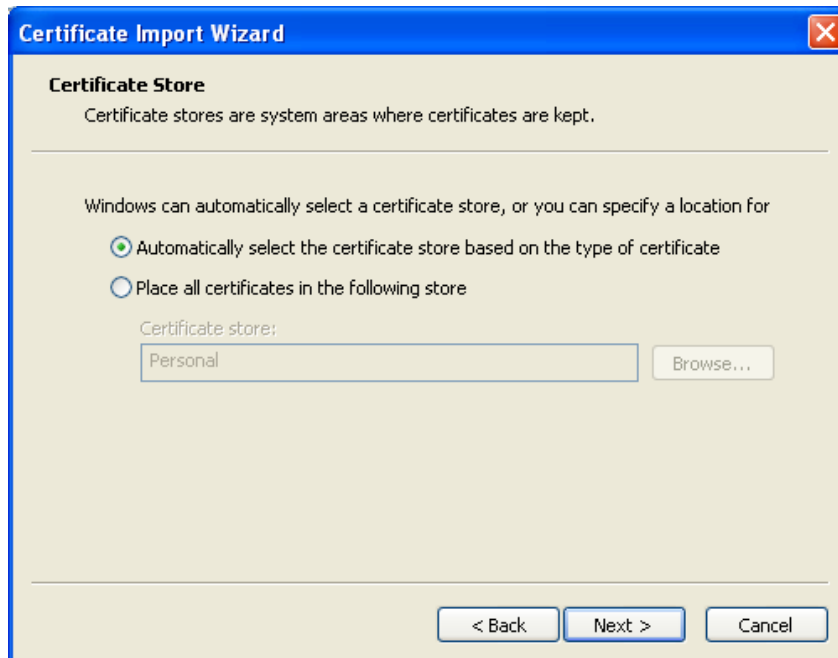 Certificate Import Wizard
Certificate Store
Certificate stores are system areas where certificates are kept.
Windows can automatically select a certificate store, or you can specify a location for
Automatically select the certificate store based on the type of certificate
Place all certificates in the following store
Certificate store:
Personal
Browse...
< Back
Next >
Cancel